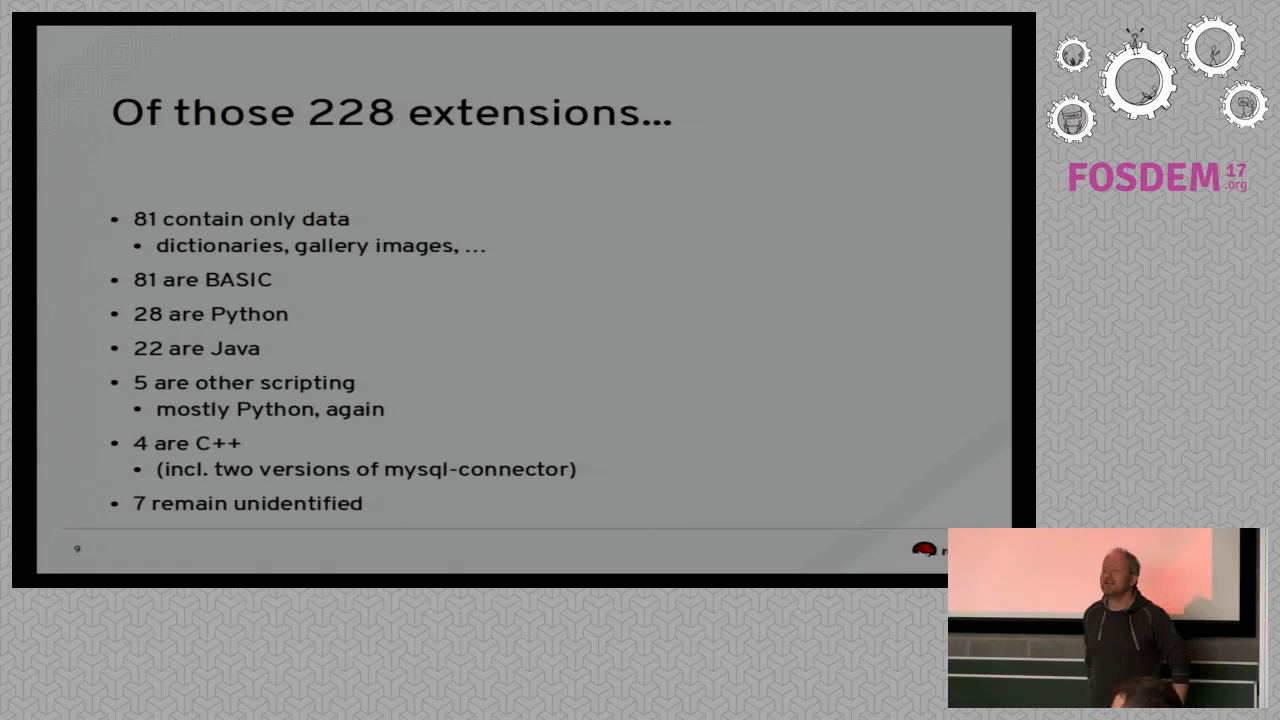 Of those 228 extensions...
• 81 contain only data
• dictionaries, gallery images, ...
• 81 are BASIC
• 28 are Python
• 22 are Java
• 5 are other scripting
• mostly Python, again
• 4 are C++
• (incl. two versions of mysql-connector)
• 7 remain unidentified
9
FOSDEM 17
.org